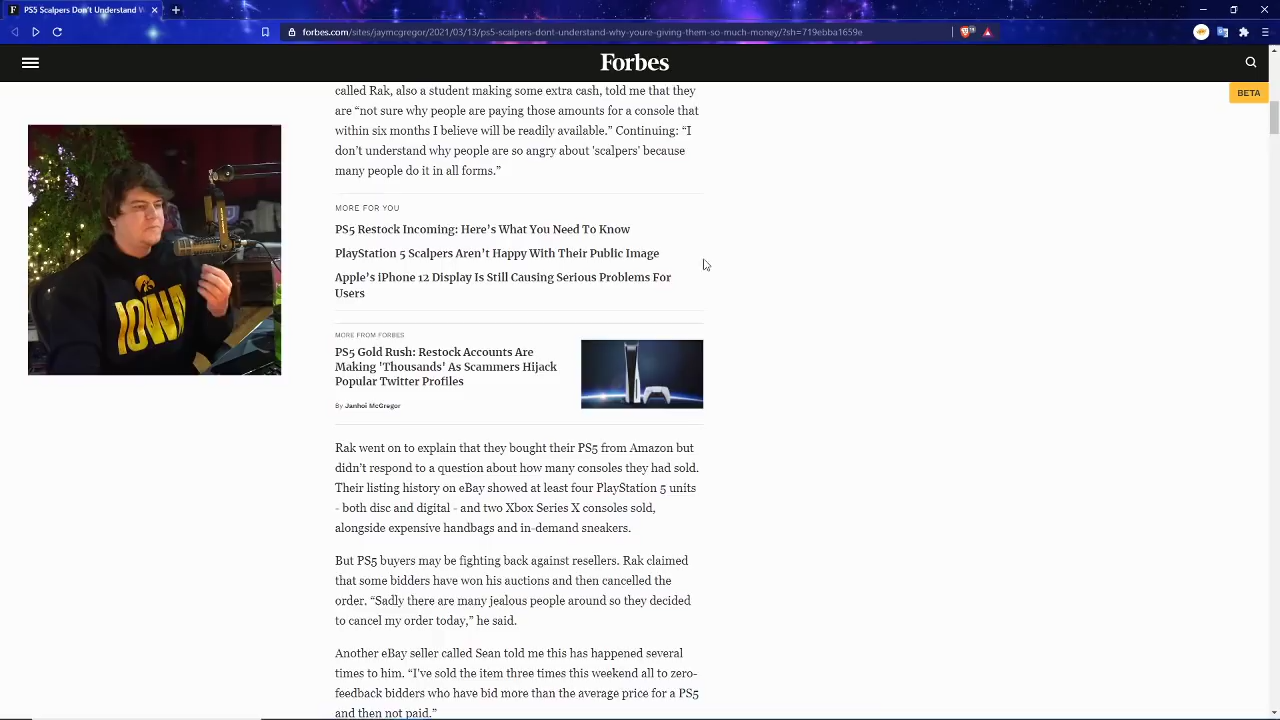 PS5 Scalpers Don't Understand W
forbes.com/sites/jaymcgregor/2021/03/13/ps5-scalpers-dont-understand-why-youre-giving-them-so-much-money/?sh=719ebba1659e
Forbes
BETA
called Rak, also a student making some extra cash, told me that they
are “not sure why people are paying those amounts for a console that
within six months I believe will be readily available.” Continuing: “I
don’t understand why people are so angry about 'scalpers' because
many people do it in all forms.”
MORE FOR YOU
PS5 Restock Incoming: Here’s What You Need To Know
PlayStation 5 Scalpers Aren’t Happy With Their Public Image
Apple’s iPhone 12 Display Is Still Causing Serious Problems For
Users
MORE FROM FORBES
PS5 Gold Rush: Restock Accounts Are
Making 'Thousands' As Scammers Hijack
Popular Twitter Profiles
By Janhoi McGregor
IOWA
Rak went on to explain that they bought their PS5 from Amazon but
didn’t respond to a question about how many consoles they had sold.
Their listing history on eBay showed at least four PlayStation 5 units
- both disc and digital - and two Xbox Series X consoles sold,
alongside expensive handbags and in-demand sneakers.
But PS5 buyers may be fighting back against resellers. Rak claimed
that some bidders have won his auctions and then cancelled the
order. “Sadly there are many jealous people around so they decided
to cancel my order today,” he said.
Another eBay seller called Sean told me this has happened several
times to him. “I've sold the item three times this weekend all to zero-
feedback bidders who have bid more than the average price for a PS5
and then not paid.”